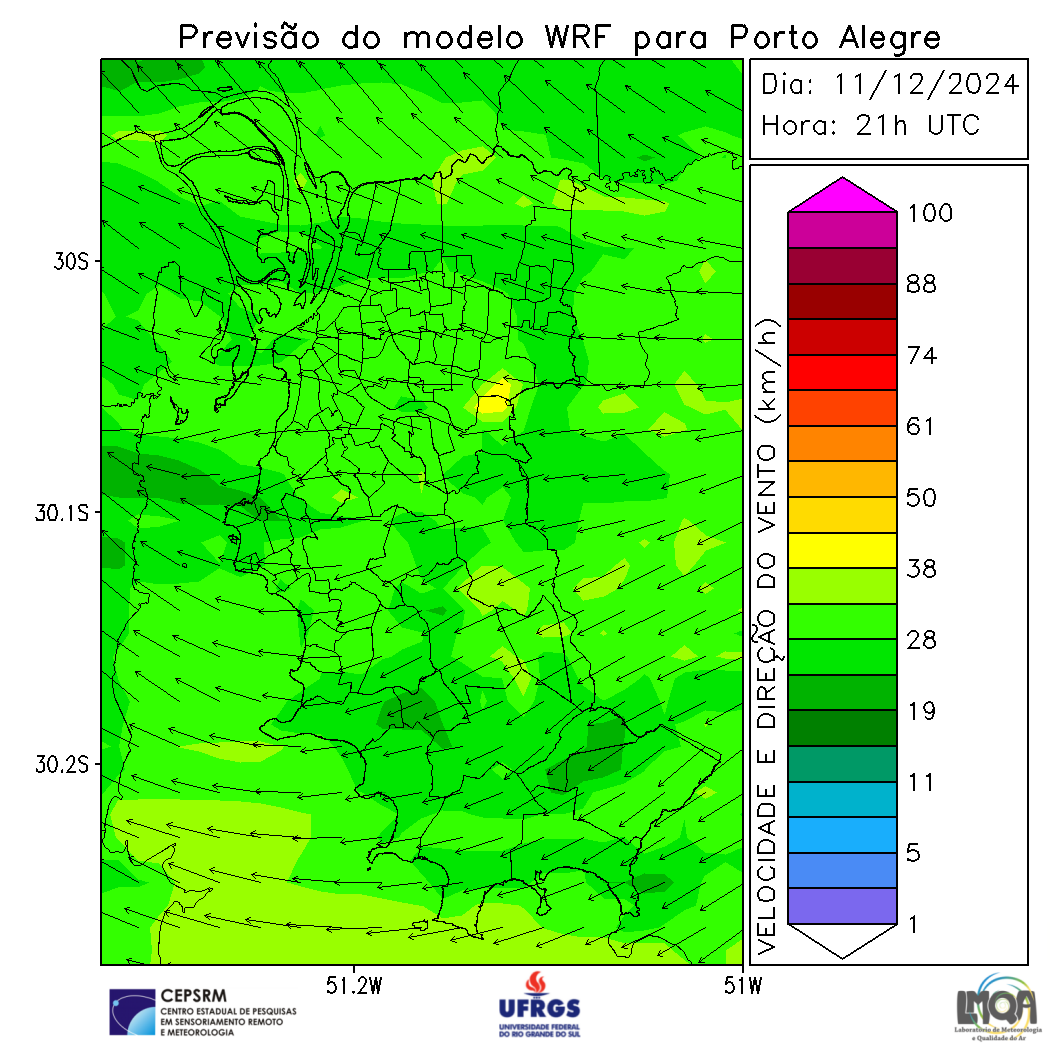 Previsão do modelo WRF para Porto Alegre
Dia: 11/12/2024
Hora: 21h UTC
30S
30.1S
30.2S
51.2W
51W
VELOCIDADE E DIREÇÃO DO VENTO (km/h)
100
88
74
61
50
38
28
19
11
5
1
CEPSRM
CENTRO ESTADUAL DE PESQUISAS
EM SENSORIAMENTO REMOTO
E METEOROLOGIA
UFRGS
UNIVERSIDADE FEDERAL
DO RIO GRANDE DO SUL
LMQA
Laboratório de Meteorologia
e Qualidade do Ar